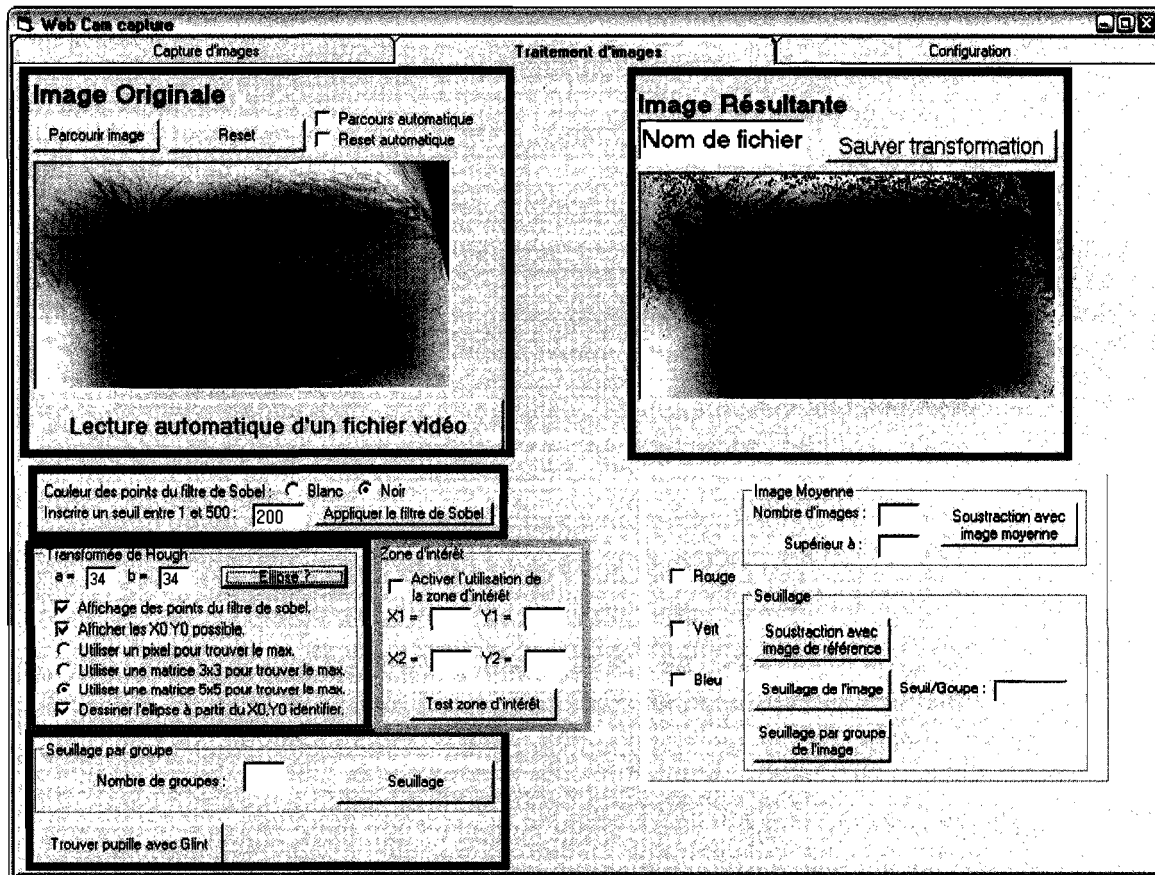 Web Cam capture
Capture d'images
Traitement d'images
Configuration
Image Originale
Parcourir image
Reset
Parcours automatique
Reset automatique
Lecture automatique d'un fichier vidéo
Image Résultante
Nom de fichier
Sauver transformation
Couleur des points du filtre de Sobel : Blanc Noir
Inscrire un seuil entre 1 et 500 : 200 Appliquer le filtre de Sobel
Transformée de Hough
a = 34 b = 34 Ellipse ?
Affichage des points du filtre de sobel.
Afficher les X0,Y0 possible.
Utiliser un pixel pour trouver le max.
Utiliser une matrice 3x3 pour trouver le max.
Utiliser une matrice 5x5 pour trouver le max.
Dessiner l'ellipse à partir du X0,Y0 identifier.
Zone d'intérêt
Activer l'utilisation de
la zone d'intérêt
X1 = Y1 =
X2 = Y2 =
Test zone d'intérêt
Seuillage par groupe
Nombre de groupes :
Seuillage
Trouver pupille avec Glint
Image Moyenne
Nombre d'images :
Supérieur à :
Soustraction avec
image moyenne
Rouge
Vert
Bleu
Seuillage
Soustraction avec
image de référence
Seuillage de l'image
Seuil/Goupe :
Seuillage par groupe
de l'image